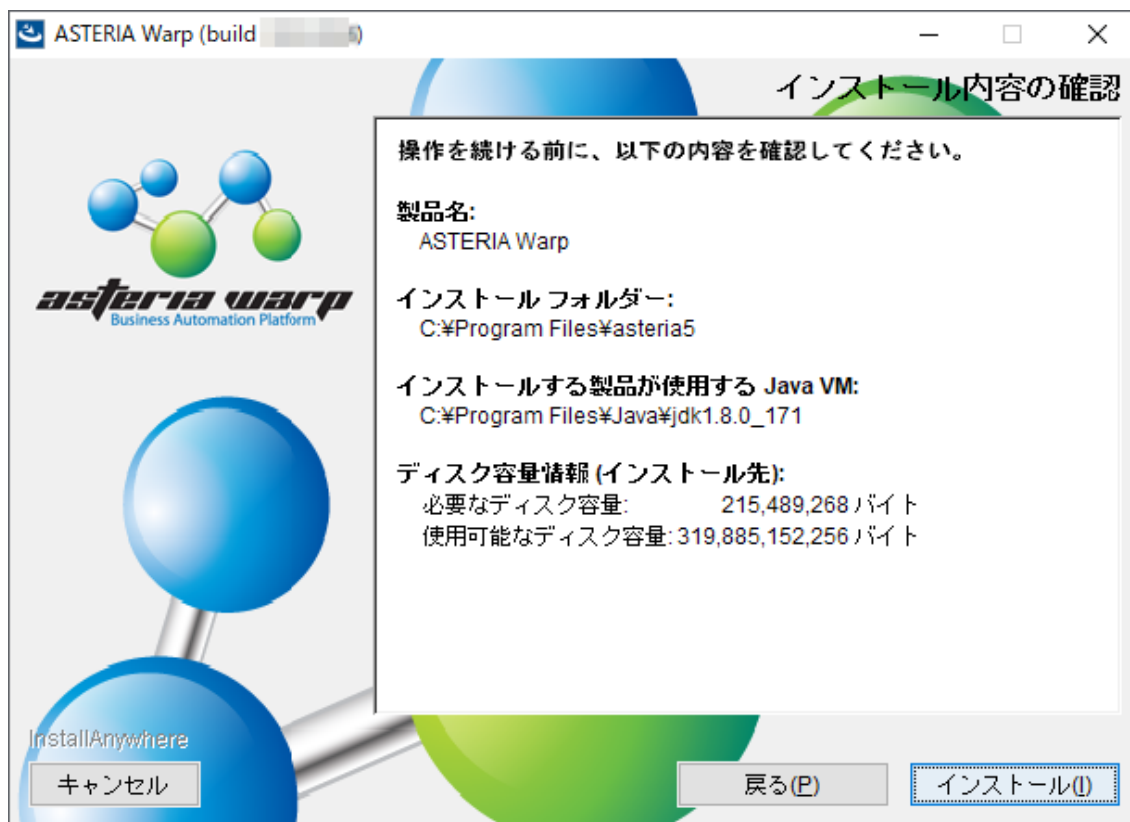 ASTERIA Warp (build
インストール内容の確認
操作を続ける前に、以下の内容を確認してください。
製品名:
ASTERIA Warp
インストール フォルダー:
C:¥Program Files¥asteria5
インストールする製品が使用する Java VM:
C:¥Program Files¥Java¥jdk1.8.0_171
ディスク容量情報 (インストール先):
必要なディスク容量: 215,489,268 バイト
使用可能なディスク容量: 319,885,152,256 バイト
asteria warp
Business Automation Platform
InstallAnywhere
キャンセル
戻る(P)
インストール(I)